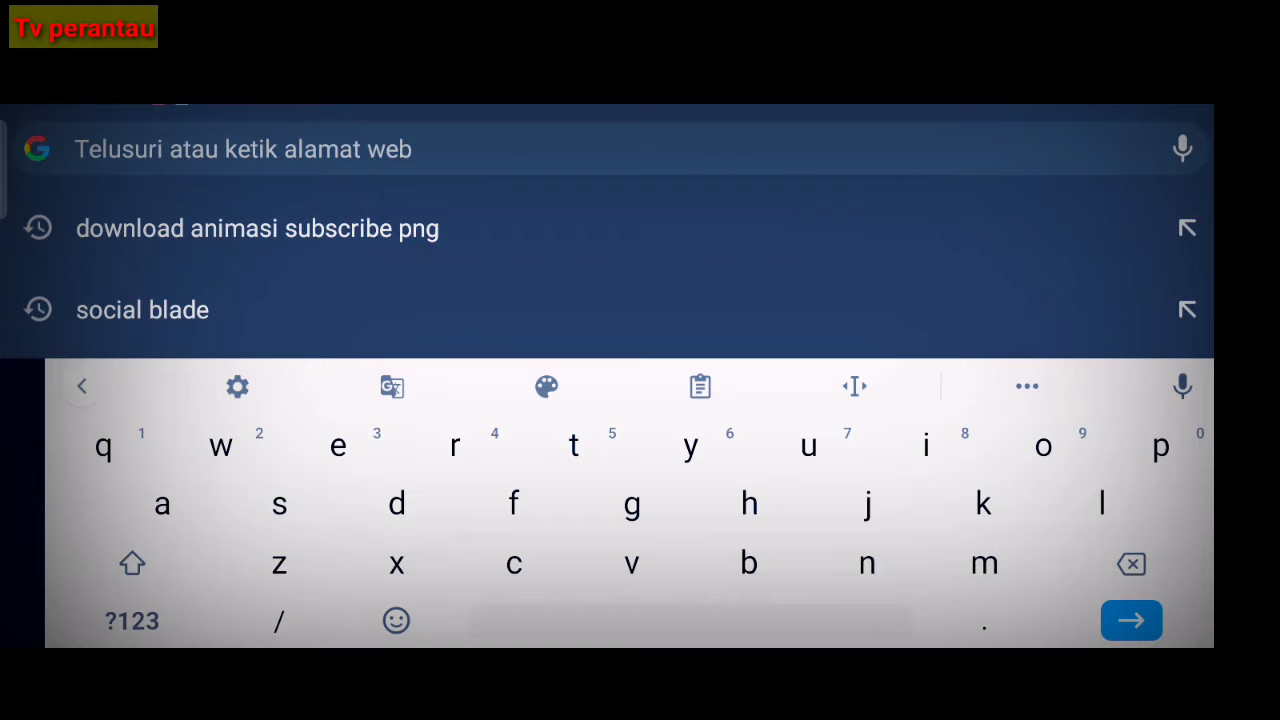 Tv perantau
Telusuri atau ketik alamat web
download animasi subscribe png
social blade
q 1 w 2 e 3 r 4 t 5 y 6 u 7 i 8 o 9 p 0
a s d f g h j k l
z x c v b n m
?123 / .